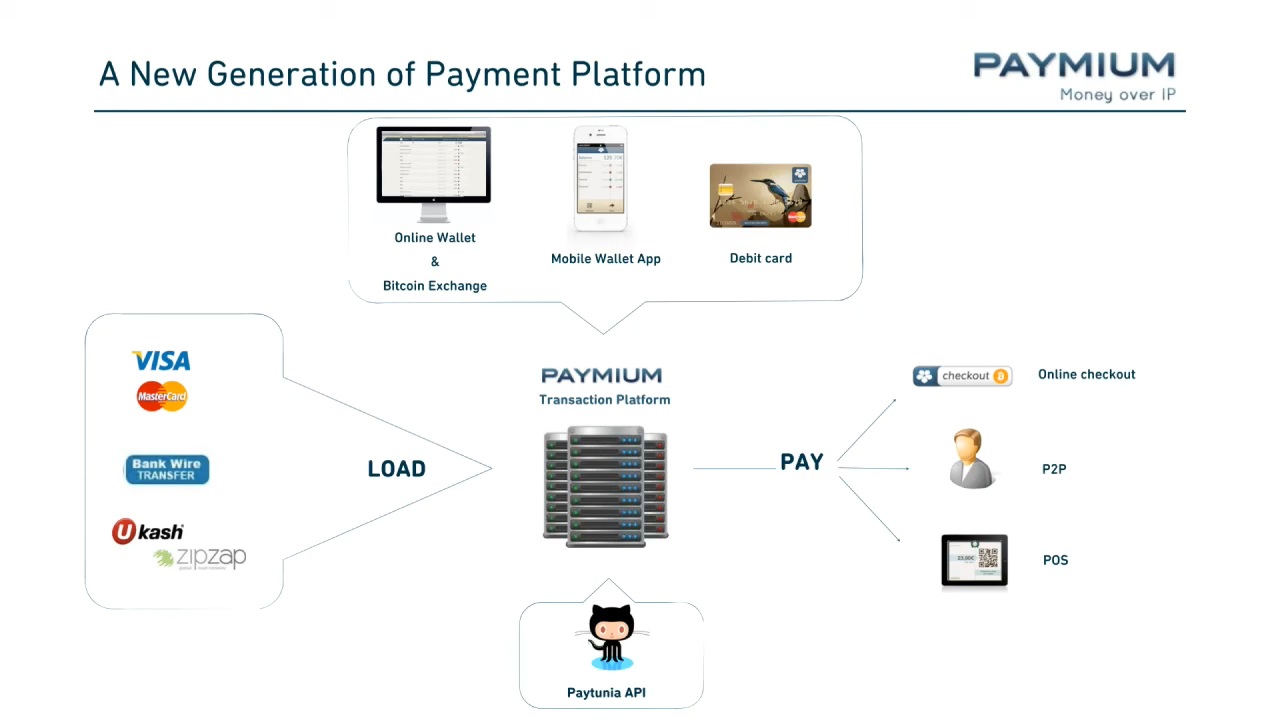 A New Generation of Payment Platform
PAYMIUM
Money over IP
Online Wallet
&
Bitcoin Exchange
Mobile Wallet App
MasterCard
Debit card
VISA
MasterCard
Bank Wire
TRANSFER
Ukash
zipzap
LOAD
PAYMIUM
Transaction Platform
PAY
checkout
Online checkout
P2P
POS
Paytunia API